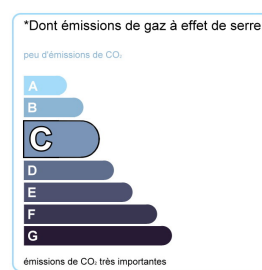 *Dont émissions de gaz à effet de serre
peu d'émissions de CO₂
A
B
C
D
E
F
G
émissions de CO₂ très importantes